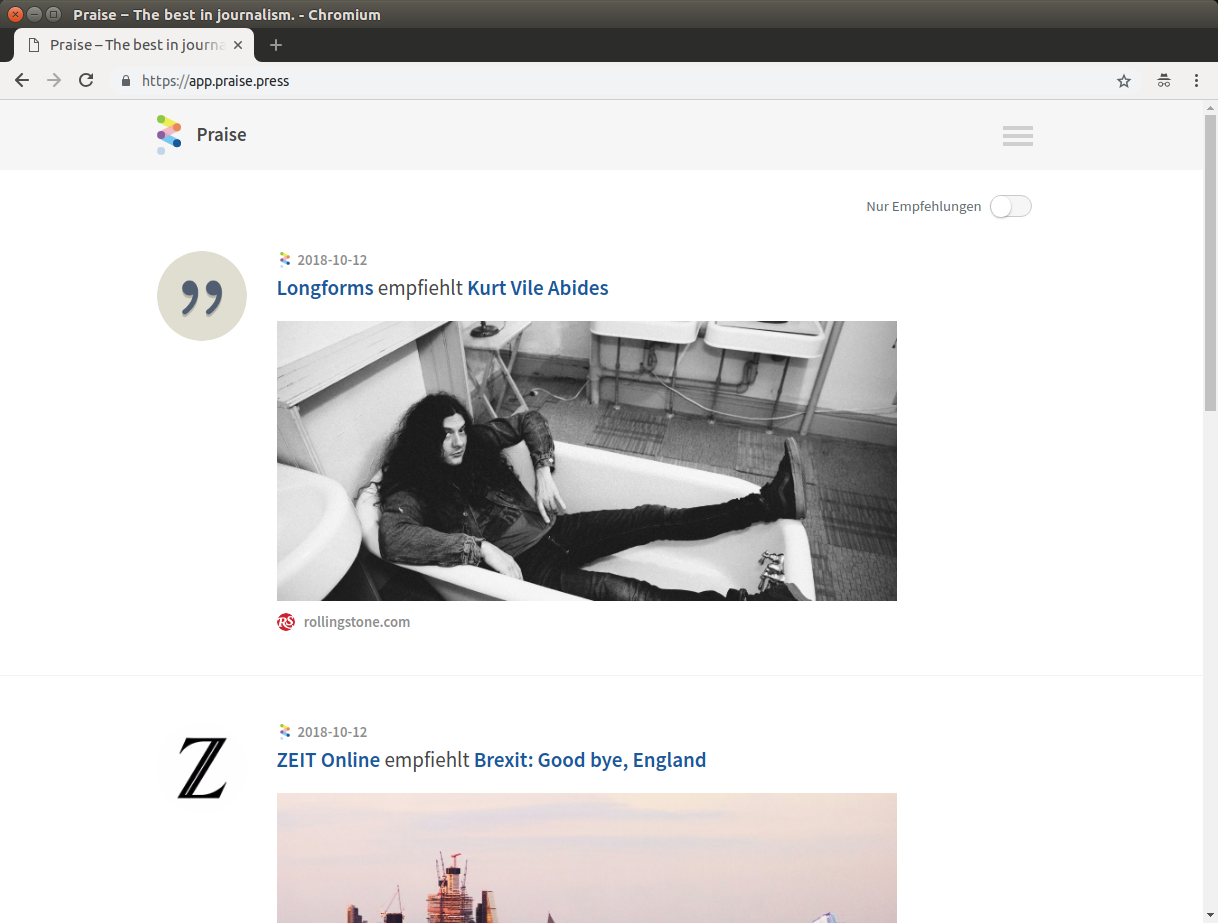 Praise – The best in journalism. - Chromium
Praise – The best in journa
https://app.praise.press
Praise
Nur Empfehlungen
2018-10-12
Longforms empfiehlt Kurt Vile Abides
RS rollingstone.com
2018-10-12
Z
ZEIT Online empfiehlt Brexit: Good bye, England